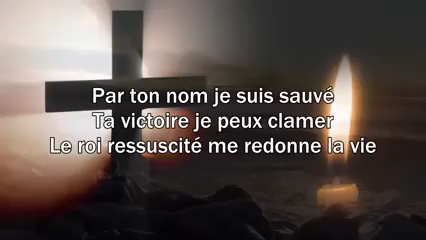 Par ton nom je suis sauvé
Ta victoire je peux clamer
Le roi ressuscité me redonne la vie